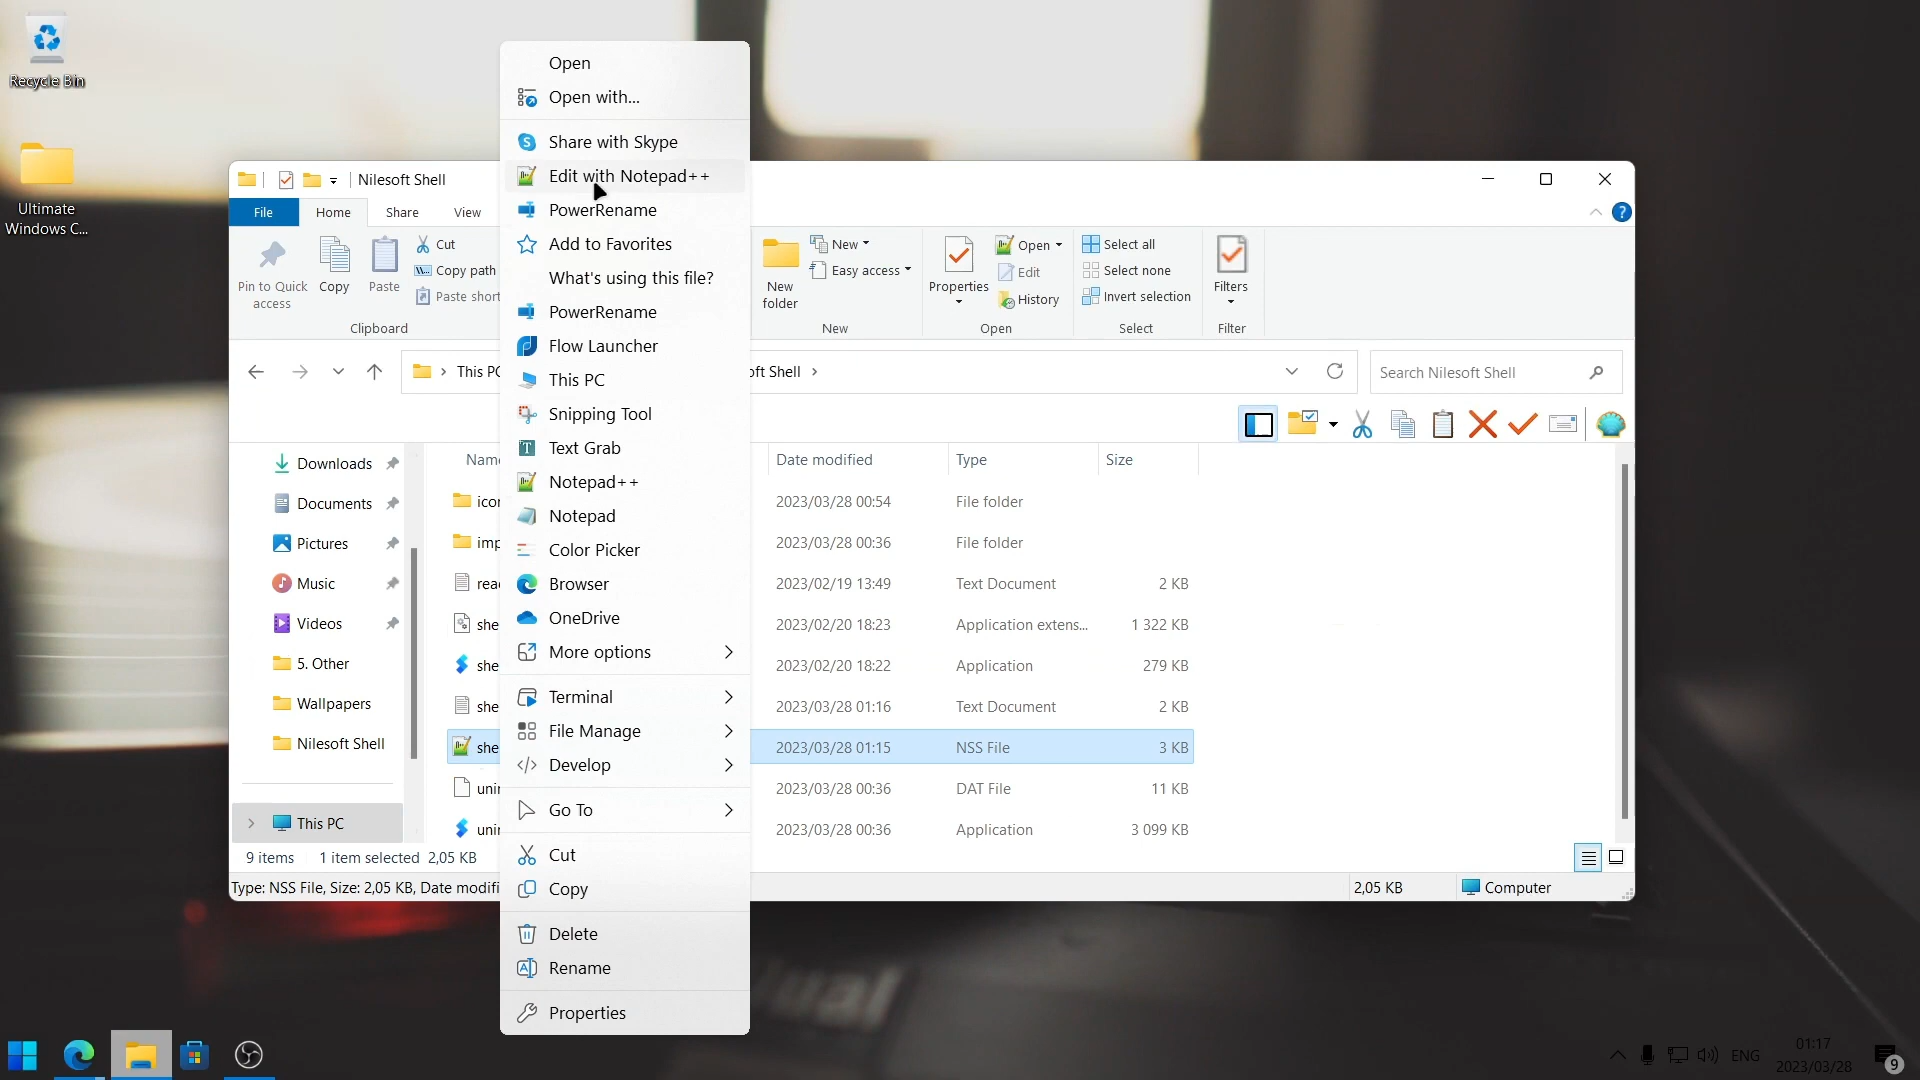 Recycle Bin
Ultimate
Windows C...
Open
Open with...
Share with Skype
Edit with Notepad++
PowerRename
Add to Favorites
What's using this file?
PowerRename
Flow Launcher
This PC
Snipping Tool
Text Grab
Notepad++
Notepad
Color Picker
Browser
OneDrive
More options
Terminal
File Manage
Develop
Go To
Cut
Copy
Delete
Rename
Properties
Nilesoft Shell
File
Home
Share
View
Pin to Quick
access
Copy
Paste
Cut
Copy path
Paste short
Clipboard
New
folder
New
Easy access
New
Properties
Open
Edit
History
Open
Select all
Select none
Invert selection
Select
Filters
Filter
This PC
oft Shell
Search Nilesoft Shell
Downloads
Documents
Pictures
Music
Videos
5. Other
Wallpapers
Nilesoft Shell
This PC
Name
Date modified
Type
Size
2023/03/28 00:54
File folder
imp
2023/03/28 00:36
File folder
rea
2023/02/19 13:49
Text Document
2 KB
she
2023/02/20 18:23
Application extens...
1 322 KB
she
2023/02/20 18:22
Application
279 KB
she
2023/03/28 01:16
Text Document
2 KB
she
2023/03/28 01:15
NSS File
3 KB
unin
2023/03/28 00:36
DAT File
11 KB
unin
2023/03/28 00:36
Application
3 099 KB
9 items
1 item selected 2,05 KB
Type: NSS File, Size: 2,05 KB, Date modifi
2,05 KB
Computer
ENG
01:17
2023/03/28
9